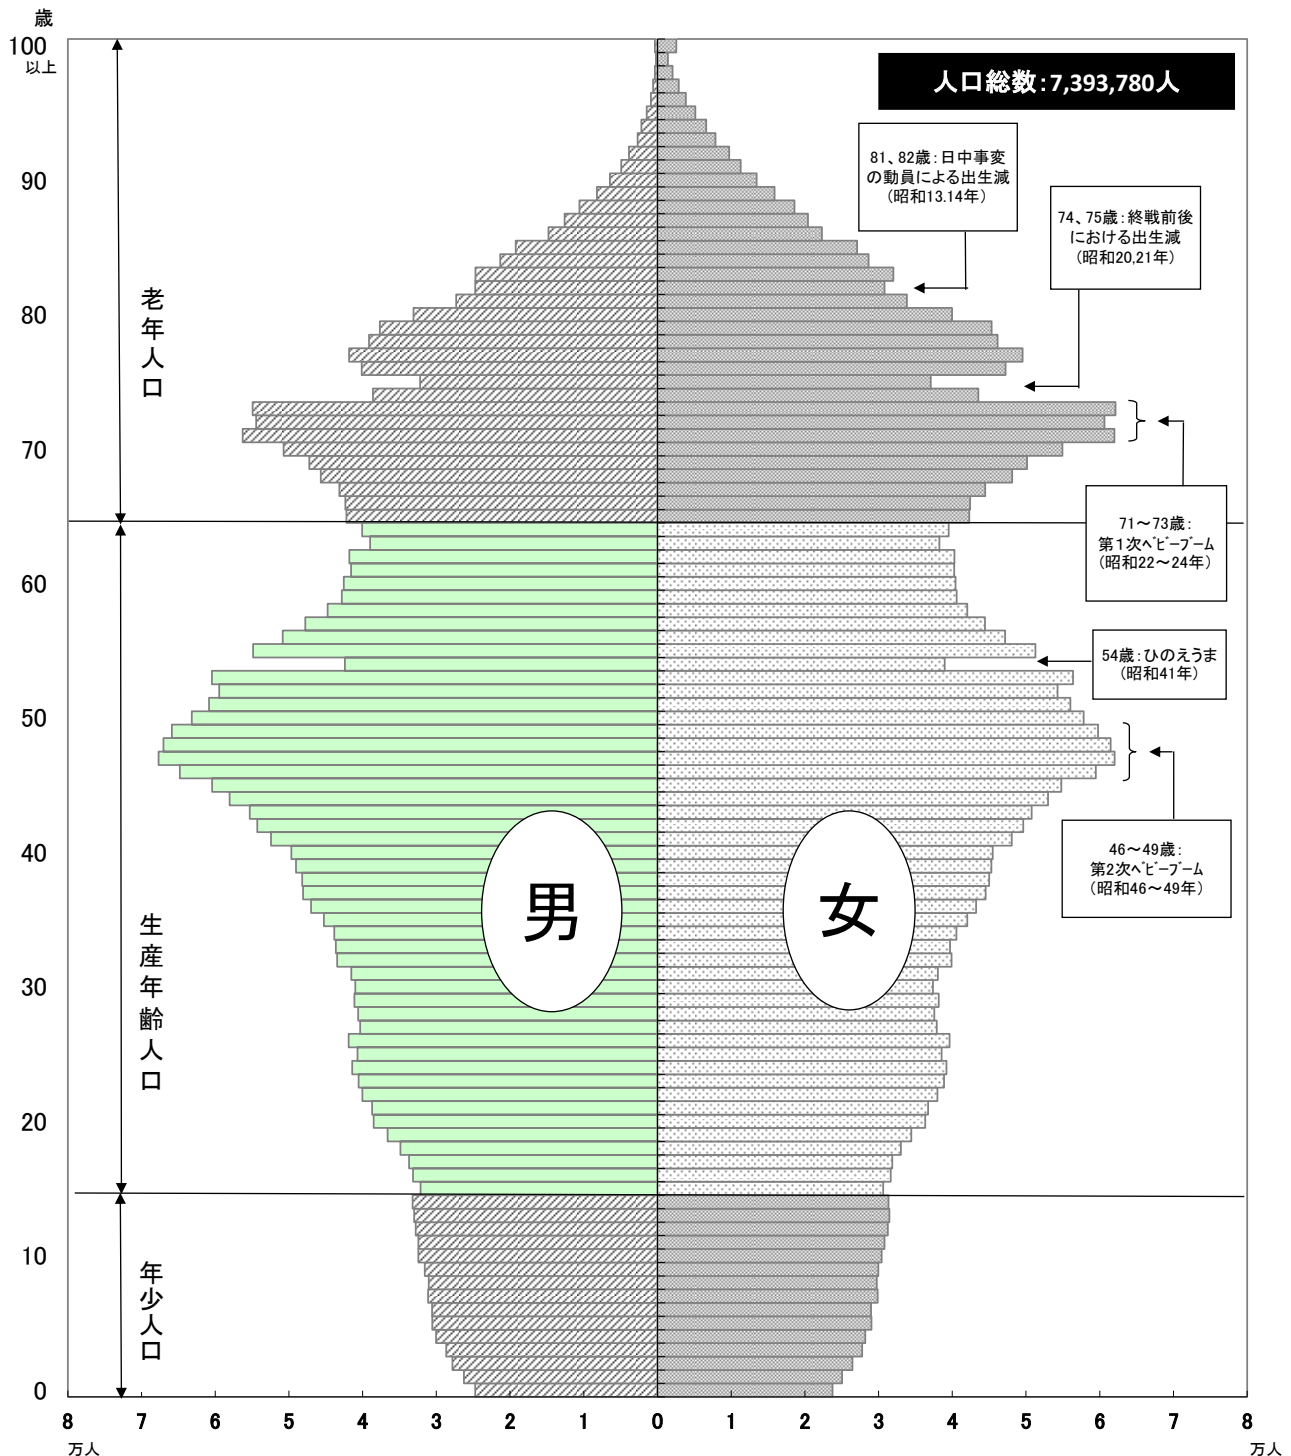 歳
100
以上
人口総数：7,393,780人
81、82歳：日中事変
の動員による出生減
（昭和13.14年）
90
74、75歳：終戦前後
における出生減
（昭和20,21年）
老年人口
80
70
71～73歳：
第１次ﾍﾞﾋﾞｰﾌﾞｰﾑ
（昭和22～24年）
60
54歳：ひのえうま
（昭和41年）
50
46～49歳：
第2次ﾍﾞﾋﾞｰﾌﾞｰﾑ
（昭和46～49年）
40
男
女
生産年齢人口
30
20
10
年少人口
0
8 7 6 5 4 3 2 1 0 1 2 3 4 5 6 7 8
万人
万人